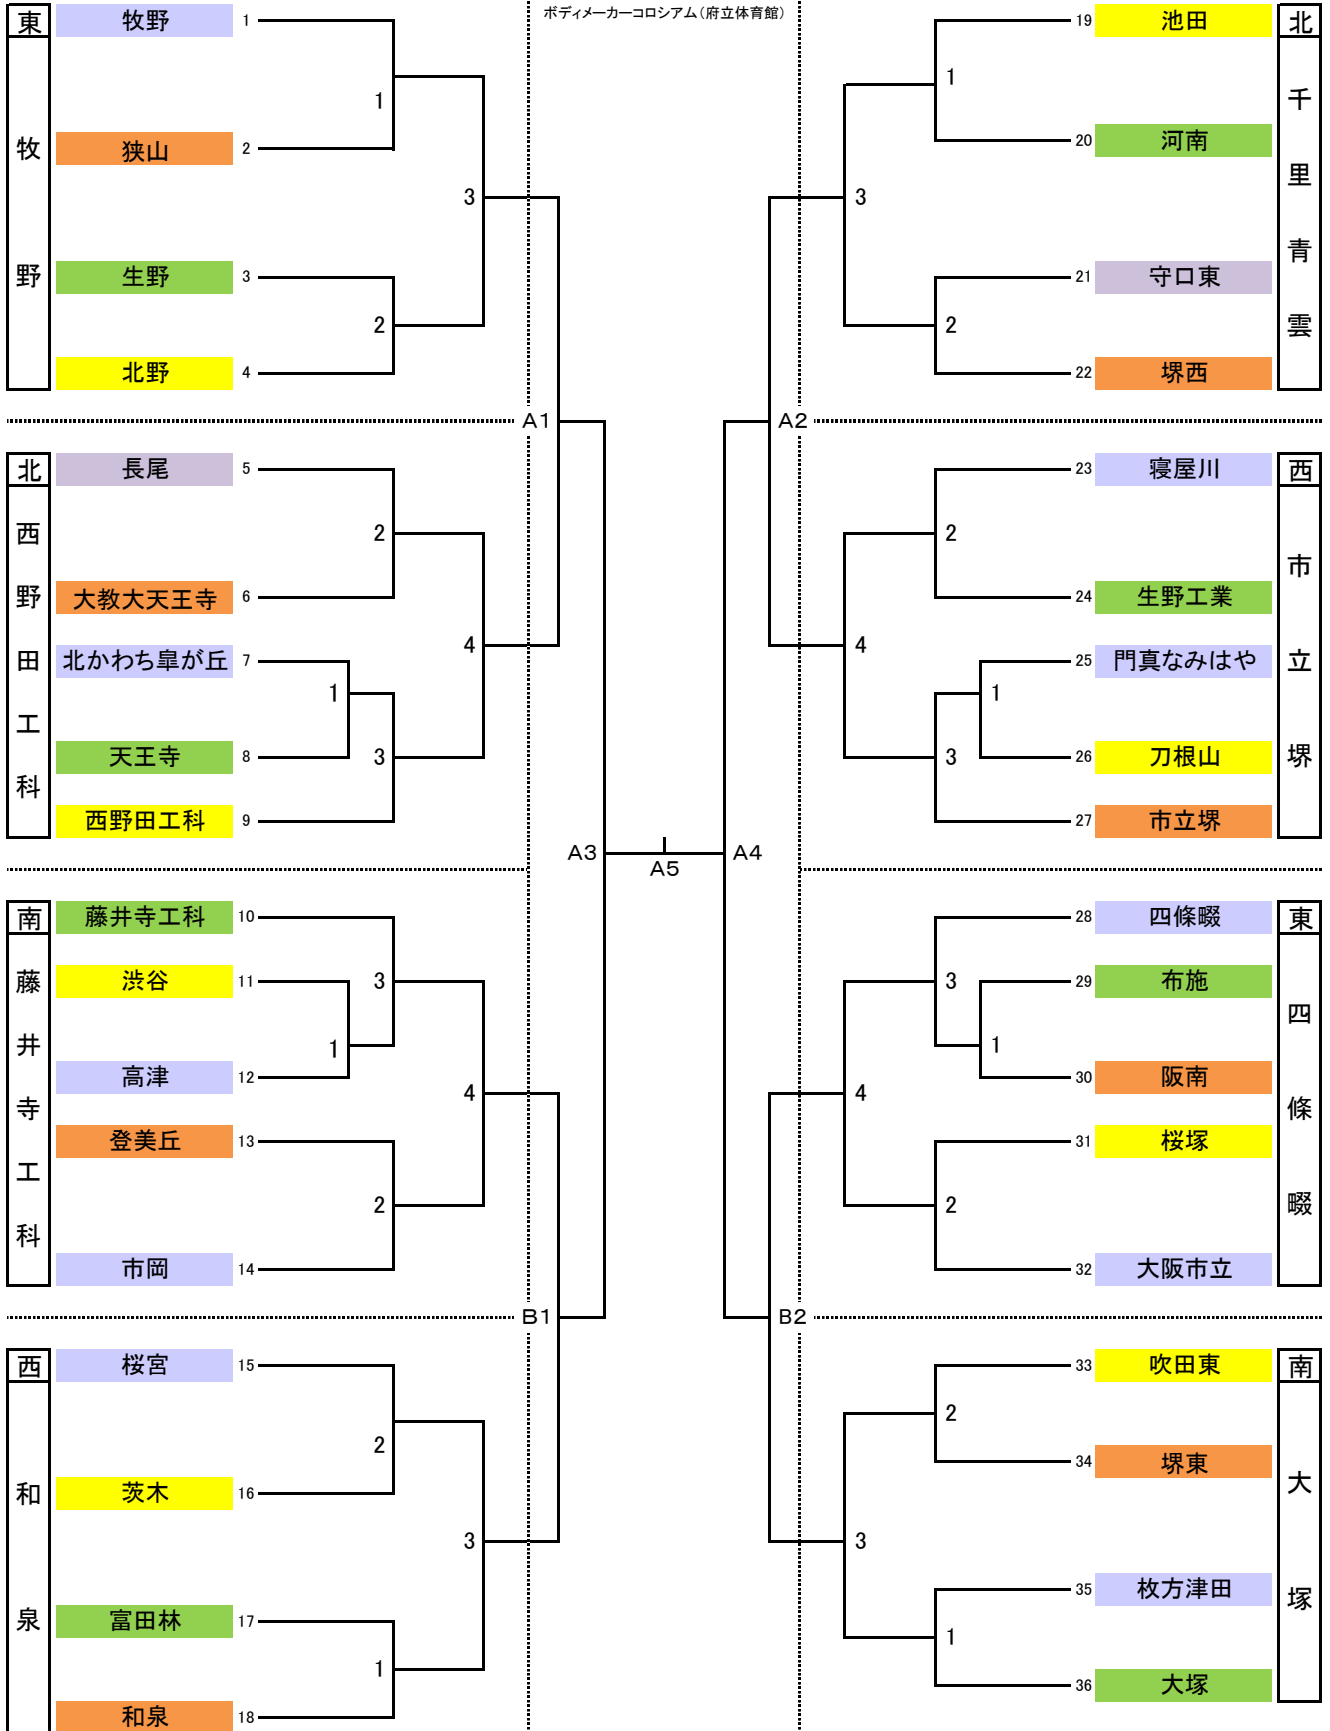 ボディメーカーコロシアム(府立体育館)
東
牧野
牧野 1
狭山 2
生野 3
北野 4
1
2
3
A1
北
西野田工科
長尾 5
大教大天王寺 6
北かわち皐が丘 7
天王寺 8
西野田工科 9
2
1
3
4
A3
南
藤井寺工科
藤井寺工科 10
渋谷 11
高津 12
登美丘 13
市岡 14
3
1
2
4
B1
西
和泉
桜宮 15
茨木 16
富田林 17
和泉 18
2
1
3
A5
北
千里青雲
19 池田
20 河南
21 守口東
22 堺西
1
2
3
A2
西
市立堺
23 寝屋川
24 生野工業
25 門真なみはや
26 刀根山
27 市立堺
2
1
3
4
A4
東
四條畷
28 四條畷
29 布施
30 阪南
31 桜塚
32 大阪市立
3
1
2
4
B2
南
大塚
33 吹田東
34 堺東
35 枚方津田
36 大塚
2
1
3